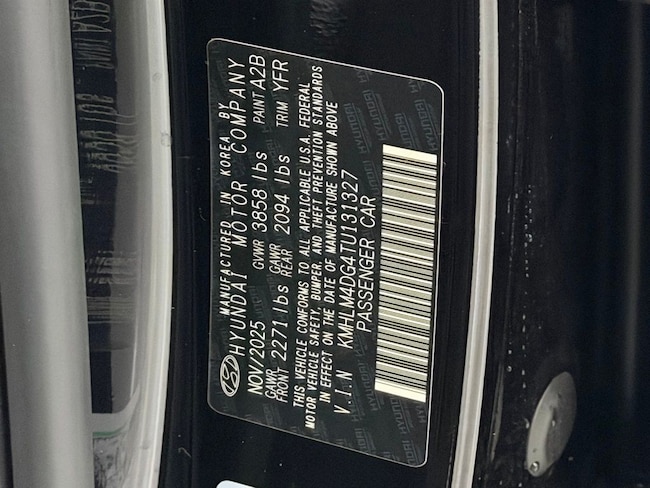 MANUFACTURED IN KOREA BY
HYUNDAI MOTOR COMPANY
NOV/2025 GVWR 3858 lbs PAINT A2B
GAWR FRONT 2271 lbs GAWR REAR 2094 lbs TRIM YFR
THIS VEHICLE CONFORMS TO ALL APPLICABLE U.S.A. FEDERAL
MOTOR VEHICLE SAFETY, BUMPER, AND THEFT PREVENTION STANDARDS
IN EFFECT ON THE DATE OF MANUFACTURE SHOWN ABOVE
V.I.N KMHLM4DG4TU131327
PASSENGER CAR